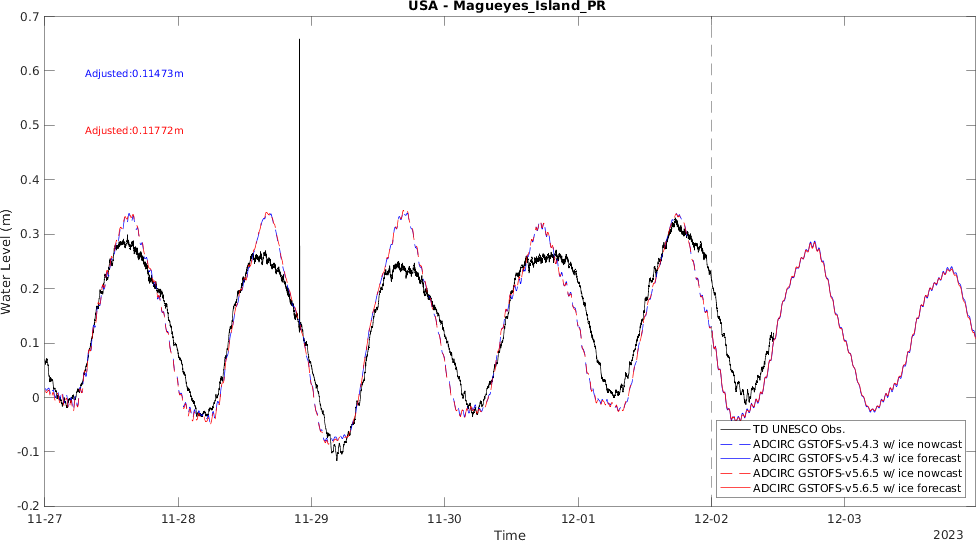 USA - Magueyes_Island_PR
0.7
0.6
0.5
0.4
0.3
0.2
0.1
0
-0.1
-0.2
Water Level (m)
Adjusted:0.11473m
Adjusted:0.11772m
TD UNESCO Obs.
ADCIRC GSTOFS-v5.4.3 w/ ice nowcast
ADCIRC GSTOFS-v5.4.3 w/ ice forecast
ADCIRC GSTOFS-v5.6.5 w/ ice nowcast
ADCIRC GSTOFS-v5.6.5 w/ ice forecast
11-27 11-28 11-29 11-30 12-01 12-02 12-03
Time
2023